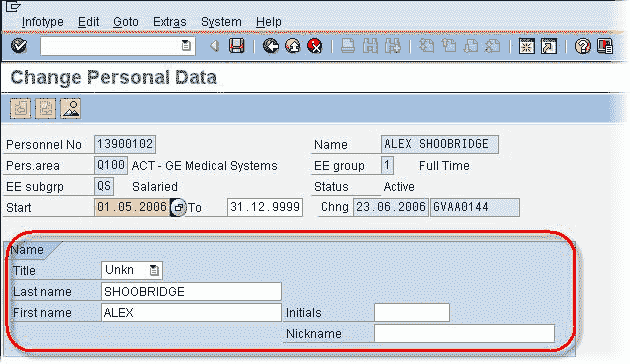 Infotype Edit Goto Extras System Help
Change Personal Data
Personnel No 13900102 Name ALEX SHOOBRIDGE
Pers.area Q100 ACT - GE Medical Systems EE group 1 Full Time
EE subgrp QS Salaried Status Active
Start 01.05.2006 To 31.12.9999 Chng 23.06.2006 GVAA0144
Name
Title Unkn
Last name SHOOBRIDGE
First name ALEX Initials
Nickname